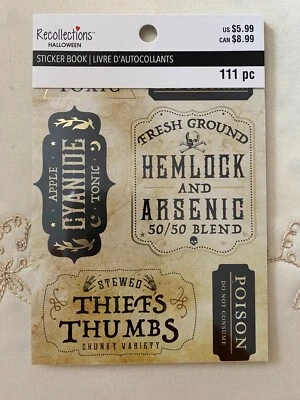 Recollections™
HALLOWEEN
US $5.99
CAN $8.99
STICKER BOOK | LIVRE D'AUTOCOLLANTS
111 pc
TOXIC
APPLE
CYANIDE
TONIC
FRESH GROUND
HEMLOCK
AND
ARSENIC
50/50 BLEND
STEWED
THIEFS
THUMBS
CHUNKY VARIETY
POISON
DO NOT CONSUME